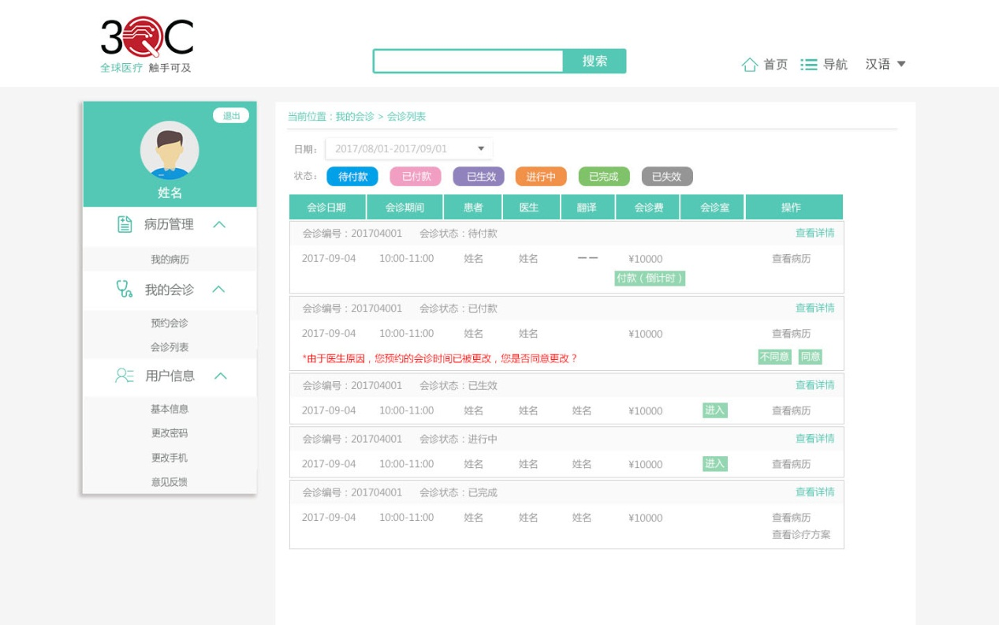 3QC
全球医疗 触手可及
搜索
首页 导航 汉语
退出
姓名
病历管理
我的病历
我的会诊
预约会诊
会诊列表
用户信息
基本信息
更改密码
更改手机
意见反馈
当前位置：我的会诊 > 会诊列表
日期： 2017/08/01-2017/09/01
状态： 待付款 已付款 已生效 进行中 已完成 已失效
会诊日期 会诊期间 患者 医生 翻译 会诊费 会诊室 操作
会诊编号：201704001 会诊状态：待付款 查看详情
2017-09-04 10:00-11:00 姓名 姓名 —— ¥10000 查看病历
付款（倒计时）
会诊编号：201704001 会诊状态：已付款 查看详情
2017-09-04 10:00-11:00 姓名 姓名 ¥10000 查看病历
*由于医生原因，您预约的会诊时间已被更改，您是否同意更改？ 不同意 同意
会诊编号：201704001 会诊状态：已生效 查看详情
2017-09-04 10:00-11:00 姓名 姓名 姓名 ¥10000 进入 查看病历
会诊编号：201704001 会诊状态：进行中 查看详情
2017-09-04 10:00-11:00 姓名 姓名 姓名 ¥10000 进入 查看病历
会诊编号：201704001 会诊状态：已完成 查看详情
2017-09-04 10:00-11:00 姓名 姓名 姓名 ¥10000 查看病历
查看诊疗方案